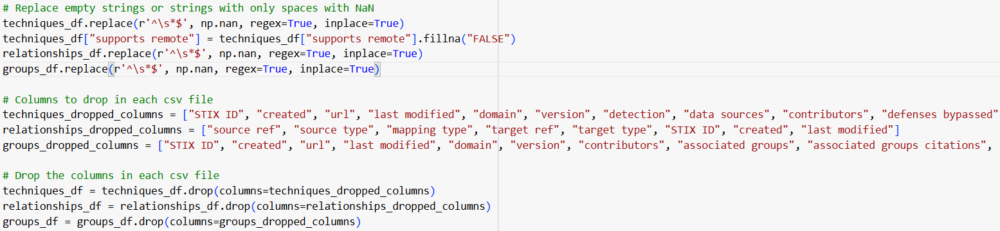 # Replace empty strings or strings with only spaces with NaN
techniques_df.replace(r'^\s*$', np.nan, regex=True, inplace=True)
techniques_df["supports remote"] = techniques_df["supports remote"].fillna("FALSE")
relationships_df.replace(r'^\s*$', np.nan, regex=True, inplace=True)
groups_df.replace(r'^\s*$', np.nan, regex=True, inplace=True)
# Columns to drop in each csv file
techniques_dropped_columns = ["STIX ID", "created", "url", "last modified", "domain", "version", "detection", "data sources", "contributors", "defenses bypassed"
relationships_dropped_columns = ["source ref", "source type", "mapping type", "target ref", "target type", "STIX ID", "created", "last modified"]
groups_dropped_columns = ["STIX ID", "created", "url", "last modified", "domain", "version", "contributors", "associated groups", "associated groups citations",
# Drop the columns in each csv file
techniques_df = techniques_df.drop(columns=techniques_dropped_columns)
relationships_df = relationships_df.drop(columns=relationships_dropped_columns)
groups_df = groups_df.drop(columns=groups_dropped_columns)